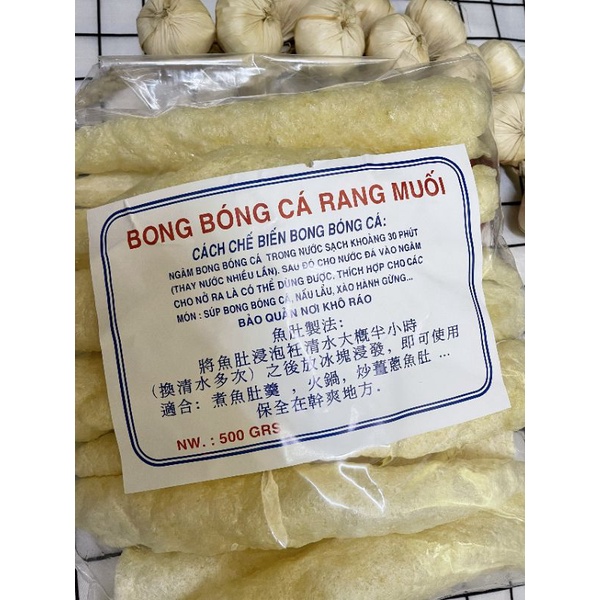 BONG BÓNG CÁ RANG MUỐI
CÁCH CHẾ BIẾN BONG BÓNG CÁ:
NGÂM BONG BÓNG CÁ TRONG NƯỚC SẠCH KHOẢNG 30 PHÚT
(THAY NƯỚC NHIỀU LẦN). SAU ĐÓ CHO NƯỚC ĐÁ VÀO NGÂM
CHO NỞ RA LÀ CÓ THỂ DÙNG ĐƯỢC, THÍCH HỢP CHO CÁC
MÓN : SÚP BONG BÓNG CÁ, NẤU LẨU, XÀO HÀNH GỪNG...
BẢO QUẢN NƠI KHÔ RÁO
魚肚製法:
將魚肚浸泡在清水大概半小時
(換清水多次) 之後放冰塊浸發, 即可使用
適合: 煮魚肚羹 , 火鍋, 炒薑蔥魚肚 ...
保全在幹爽地方.
NW. : 500 GRS